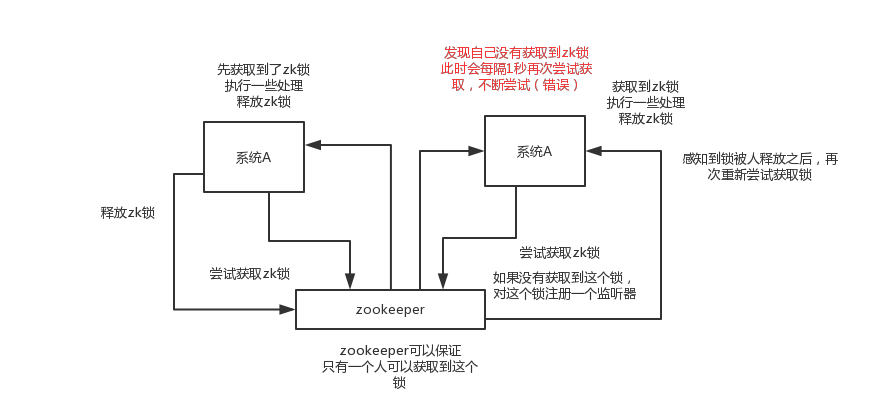 先获取到了zk锁
执行一些处理
释放zk锁
发现自己没有获取到zk锁
此时会每隔1秒再次尝试获
取，不断尝试（错误）
获取到zk锁
执行一些处理
释放zk锁
系统A
系统A
感知到锁被人释放之后，再
次重新尝试获取锁
释放zk锁
尝试获取zk锁
尝试获取zk锁
如果没有获取到这个锁，
对这个锁注册一个监听器
zookeeper
zookeeper可以保证
只有一个人可以获取到这个
锁